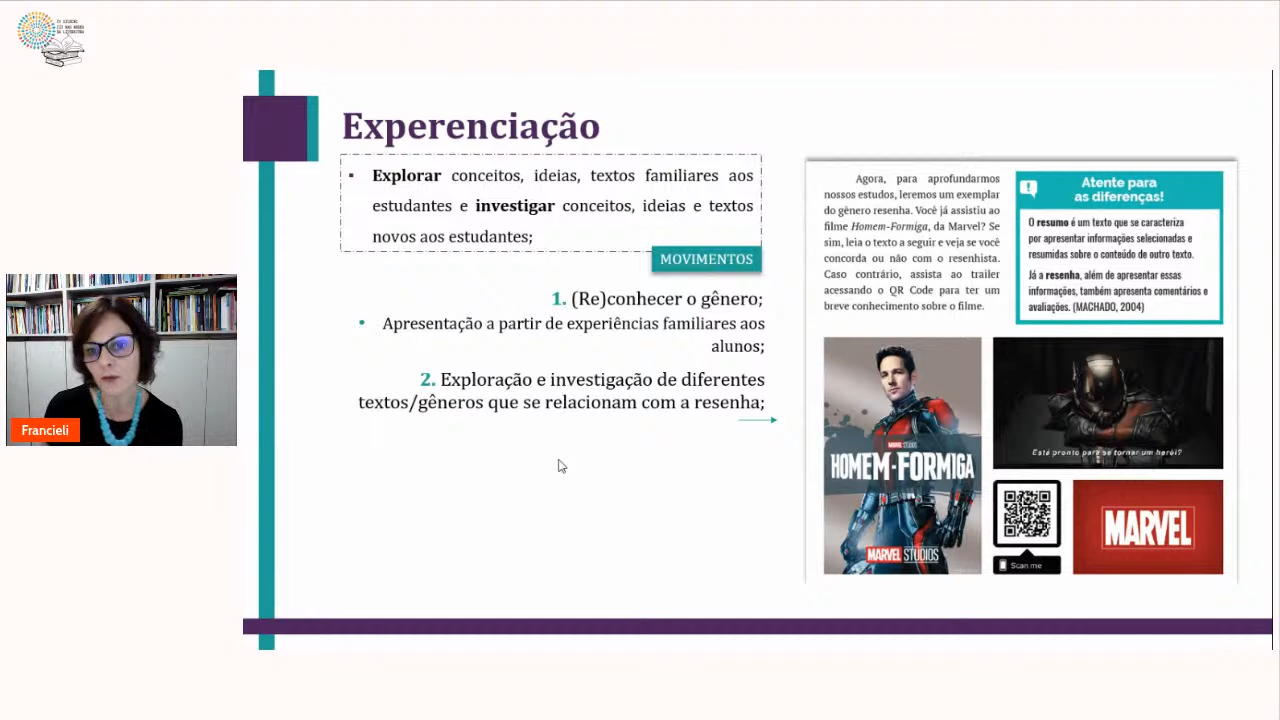 IV COLÓQIO
NAS REDES
DA LITERATURA
Experenciação
▪ Explorar conceitos, ideias, textos familiares aos
estudantes e investigar conceitos, ideias e textos
novos aos estudantes;
MOVIMENTOS
1. (Re)conhecer o gênero;
• Apresentação a partir de experiências familiares aos
alunos;
2. Exploração e investigação de diferentes
textos/gêneros que se relacionam com a resenha;
Agora, para aprofundarmos
nossos estudos, leremos um exemplar
do gênero resenha. Você já assistiu ao
filme Homem-Formiga, da Marvel? Se
sim, leia o texto a seguir e veja se você
concorda ou não com o resenhista.
Caso contrário, assista ao trailer
acessando o QR Code para ter um
breve conhecimento sobre o filme.
!
Atente para
as diferenças!
O resumo é um texto que se caracteriza
por apresentar informações selecionadas e
resumidas sobre o conteúdo de outro texto.
Já a resenha, além de apresentar essas
informações, também apresenta comentários e
avaliações. (MACHADO, 2004)
MARVEL STUDIOS
HOMEM-FORMIGA
MARVEL STUDIOS
Está pronto para se tornar um herói?
Scan me
MARVEL
Francieli